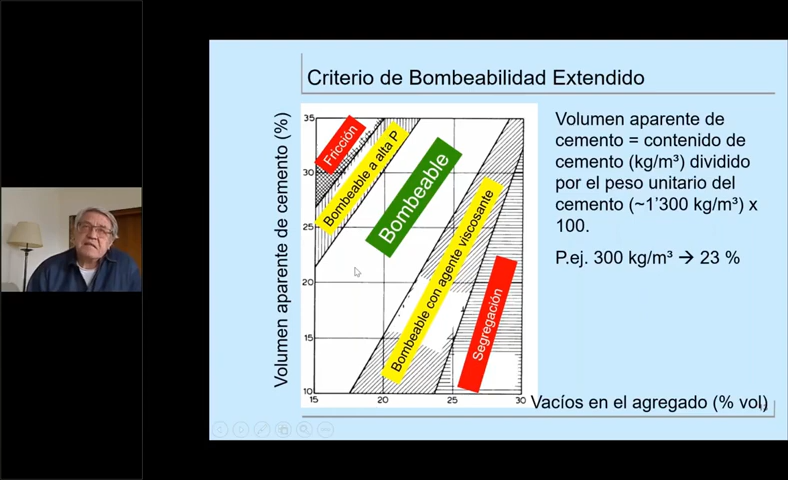 Criterio de Bombeabilidad Extendido
Volumen aparente de cemento (%)
35
30
25
20
15
10
15
20
25
30
Fricción
Bombeable a alta P
Bombeable
Bombeable con agente viscosante
Segregación
Vacíos en el agregado (% vol)
Volumen aparente de
cemento = contenido de
cemento (kg/m³) dividido
por el peso unitario del
cemento (~1'300 kg/m³) x
100.
P.ej. 300 kg/m³ → 23 %